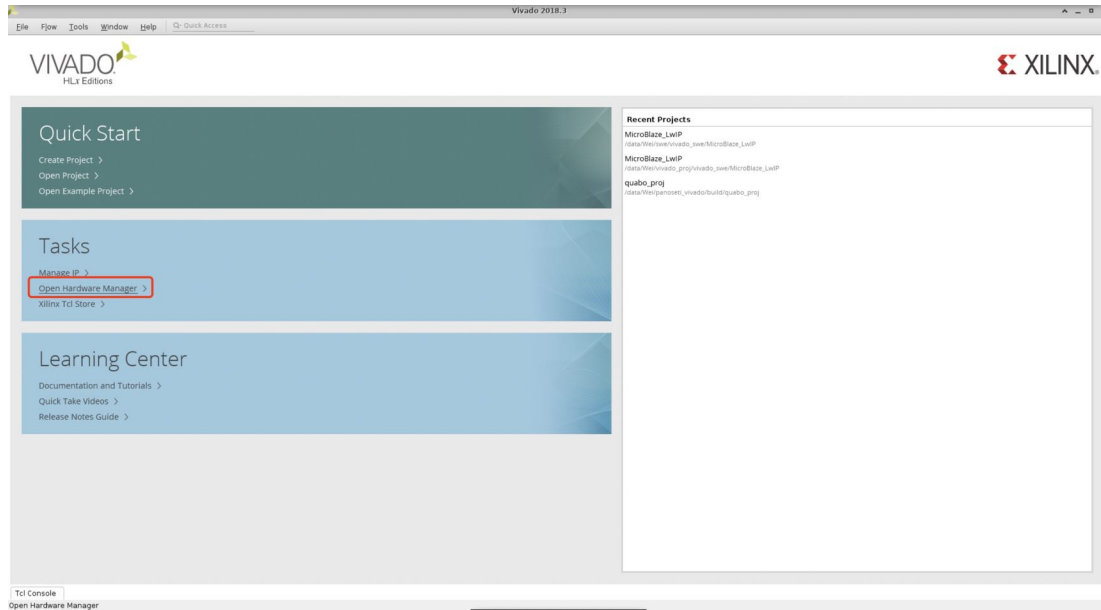 Vivado 2018.3
File Flow Tools Window Help Quick Access
VIVADO.
HLx Editions
XILINX®
Quick Start
Create Project >
Open Project >
Open Example Project >
Tasks
Manage IP >
Open Hardware Manager >
Xilinx Tcl Store >
Learning Center
Documentation and Tutorials >
Quick Take Videos >
Release Notes Guide >
Recent Projects
MicroBlaze_LwIP
/data/Wei/swe/vivado_swe/MicroBlaze_LwIP
MicroBlaze_LwIP
/data/Wei/vivado_proj/vivado_swe/MicroBlaze_LwIP
quabo_proj
/data/Wei/panoseti_vivado/build/quabo_proj
Tcl Console
Open Hardware Manager